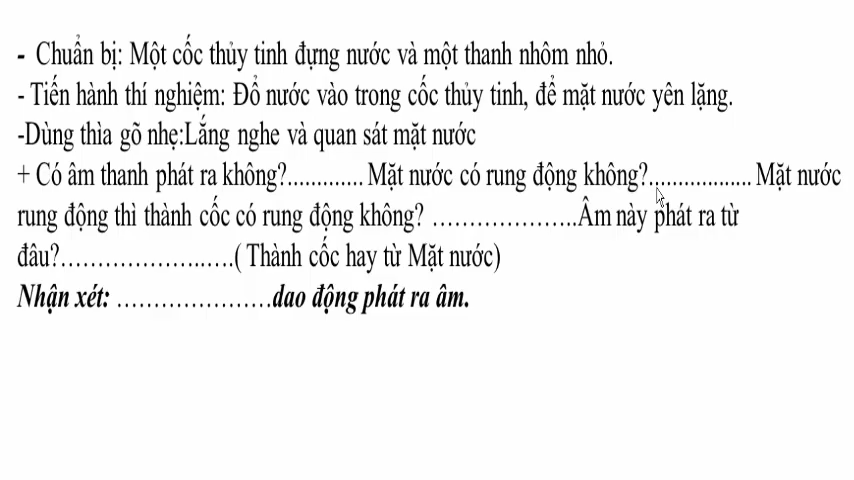 - Chuẩn bị: Một cốc thủy tinh đựng nước và một thanh nhôm nhỏ.
- Tiến hành thí nghiệm: Đổ nước vào trong cốc thủy tinh, để mặt nước yên lặng.
-Dùng thìa gõ nhẹ:Lắng nghe và quan sát mặt nước
+ Có âm thanh phát ra không?............. Mặt nước có rung động không?.................. Mặt nước
rung động thì thành cốc có rung động không? ………………….Âm này phát ra từ
đâu?…………………..….( Thành cốc hay từ Mặt nước)
Nhận xét: …………………dao động phát ra âm.